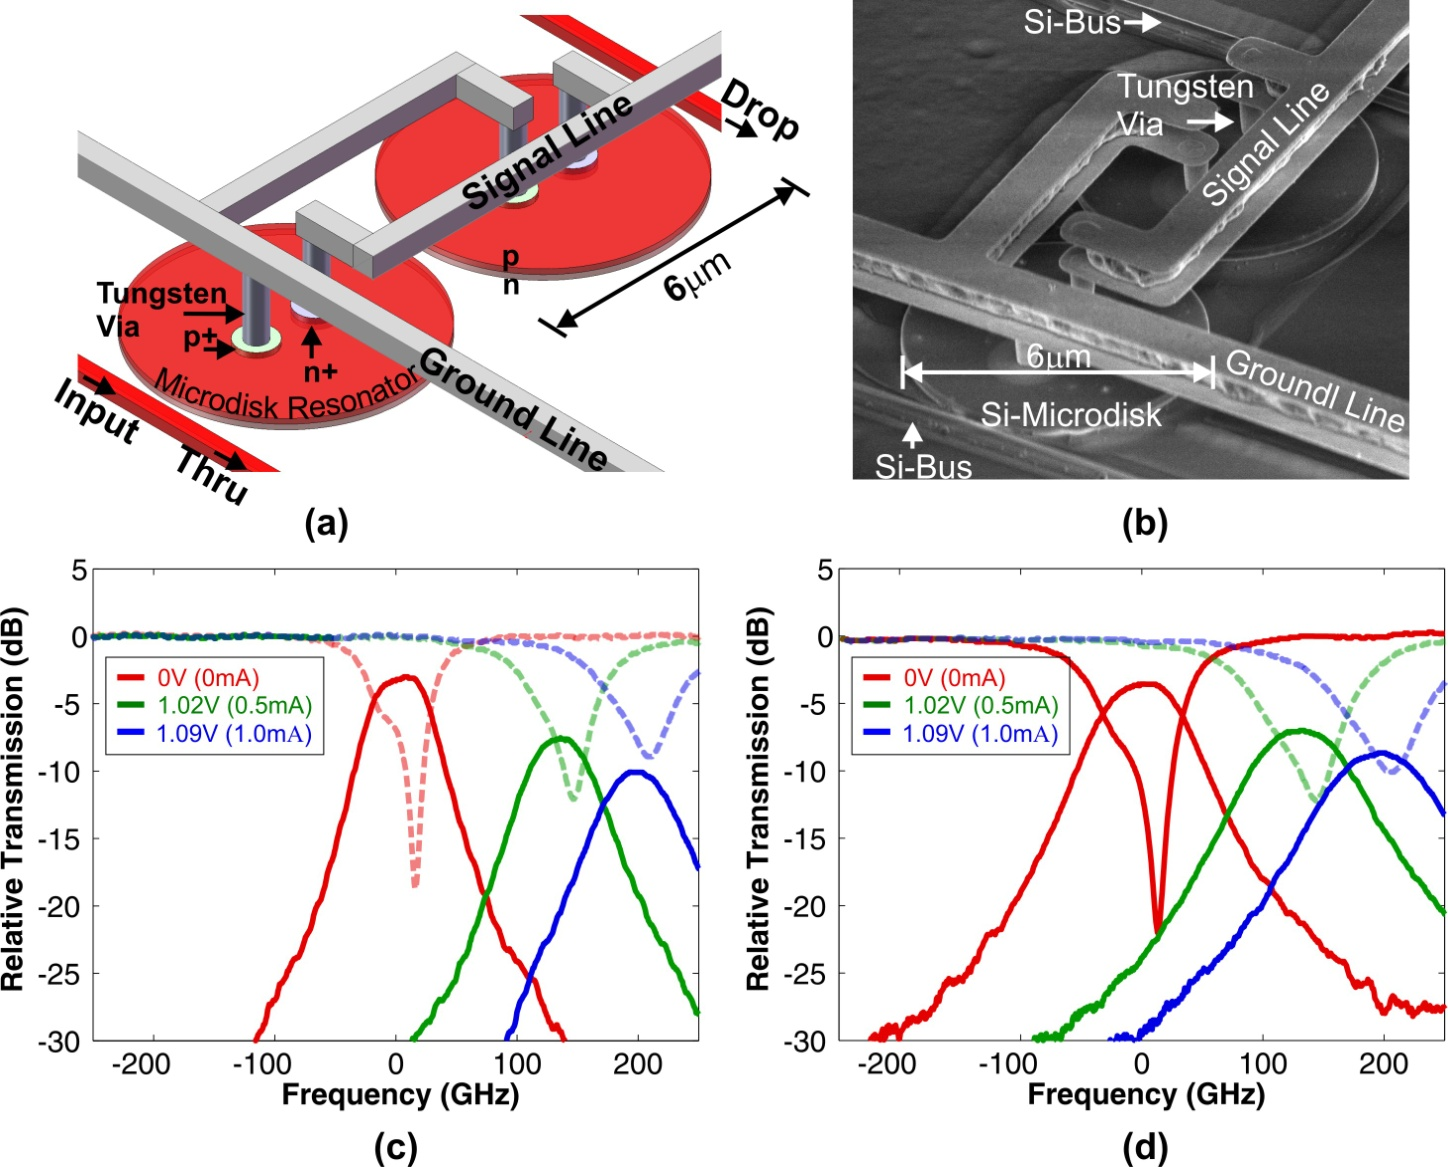 Drop
Signal Line
p
n
6μm
Tungsten
Via
p+
n+
Microdisk Resonator
Ground Line
Input
Thru
(a)
Si-Bus
Tungsten
Via
Signal Line
6μm
Groundl Line
Si-Microdisk
Si-Bus
(b)
Relative Transmission (dB)
5
0
-5
-10
-15
-20
-25
-30
0V (0mA)
1.02V (0.5mA)
1.09V (1.0mA)
-200 -100 0 100 200
Frequency (GHz)
(c)
Relative Transmission (dB)
5
0
-5
-10
-15
-20
-25
-30
0V (0mA)
1.02V (0.5mA)
1.09V (1.0mA)
-200 -100 0 100 200
Frequency (GHz)
(d)